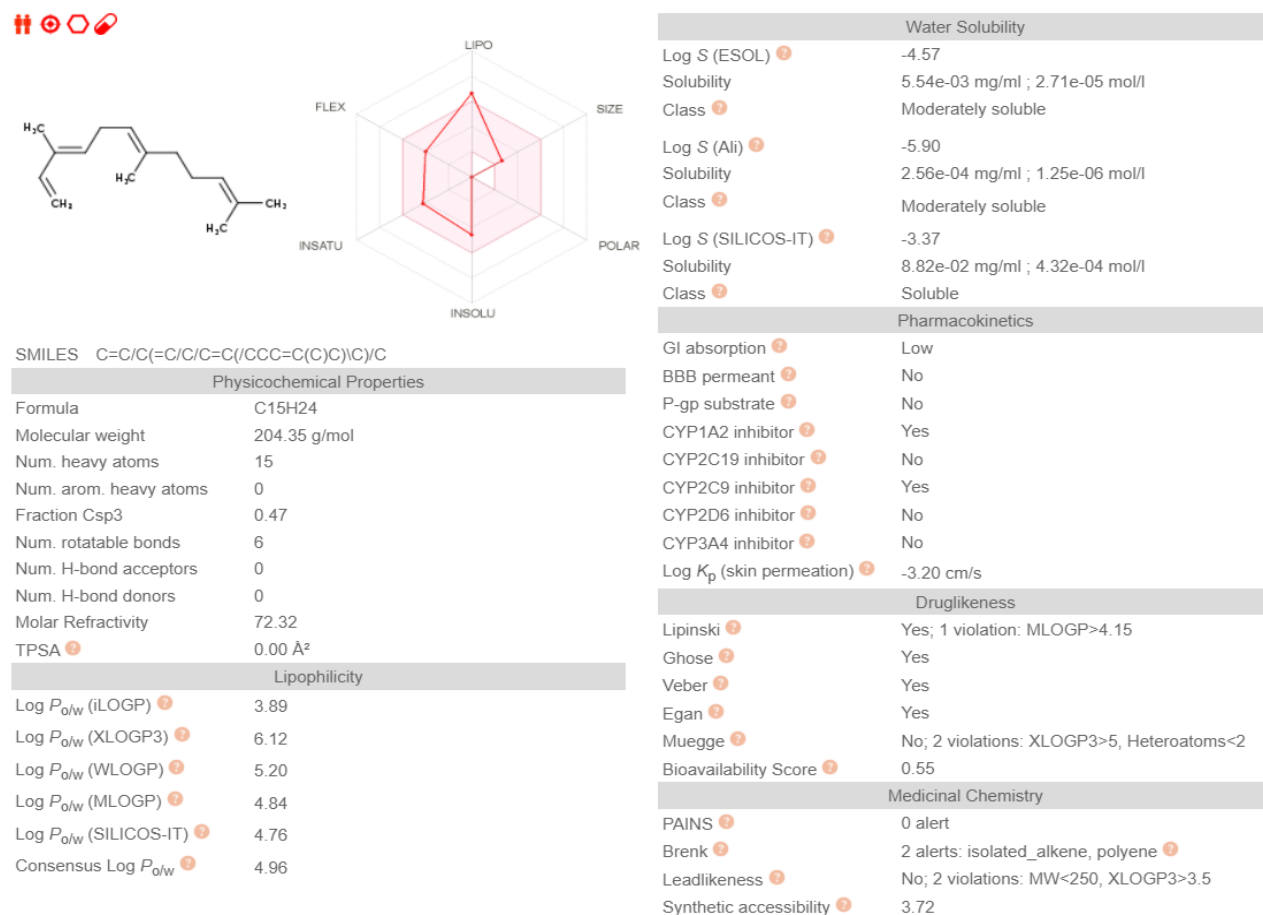 H₃C
H₃C
CH₂
CH₃
H₃C
LIPO
FLEX
SIZE
INSATU
POLAR
INSOLU
SMILES C=C/C(=C/C/C=C(/CCC=C(C)C)\C)/C
Physicochemical Properties
Formula C15H24
Molecular weight 204.35 g/mol
Num. heavy atoms 15
Num. arom. heavy atoms 0
Fraction Csp3 0.47
Num. rotatable bonds 6
Num. H-bond acceptors 0
Num. H-bond donors 0
Molar Refractivity 72.32
TPSA ? 0.00 Å²
Lipophilicity
Log Po/w (iLOGP) ? 3.89
Log Po/w (XLOGP3) ? 6.12
Log Po/w (WLOGP) ? 5.20
Log Po/w (MLOGP) ? 4.84
Log Po/w (SILICOS-IT) ? 4.76
Consensus Log Po/w ? 4.96
Water Solubility
Log S (ESOL) ? -4.57
Solubility 5.54e-03 mg/ml ; 2.71e-05 mol/l
Class ? Moderately soluble
Log S (Ali) ? -5.90
Solubility 2.56e-04 mg/ml ; 1.25e-06 mol/l
Class ? Moderately soluble
Log S (SILICOS-IT) ? -3.37
Solubility 8.82e-02 mg/ml ; 4.32e-04 mol/l
Class ? Soluble
Pharmacokinetics
GI absorption ? Low
BBB permeant ? No
P-gp substrate ? No
CYP1A2 inhibitor ? Yes
CYP2C19 inhibitor ? No
CYP2C9 inhibitor ? Yes
CYP2D6 inhibitor ? No
CYP3A4 inhibitor ? No
Log Kp (skin permeation) ? -3.20 cm/s
Druglikeness
Lipinski ? Yes; 1 violation: MLOGP>4.15
Ghose ? Yes
Veber ? Yes
Egan ? Yes
Muegge ? No; 2 violations: XLOGP3>5, Heteroatoms<2
Bioavailability Score ? 0.55
Medicinal Chemistry
PAINS ? 0 alert
Brenk ? 2 alerts: isolated_alkene, polyene ?
Leadlikeness ? No; 2 violations: MW<250, XLOGP3>3.5
Synthetic accessibility ? 3.72